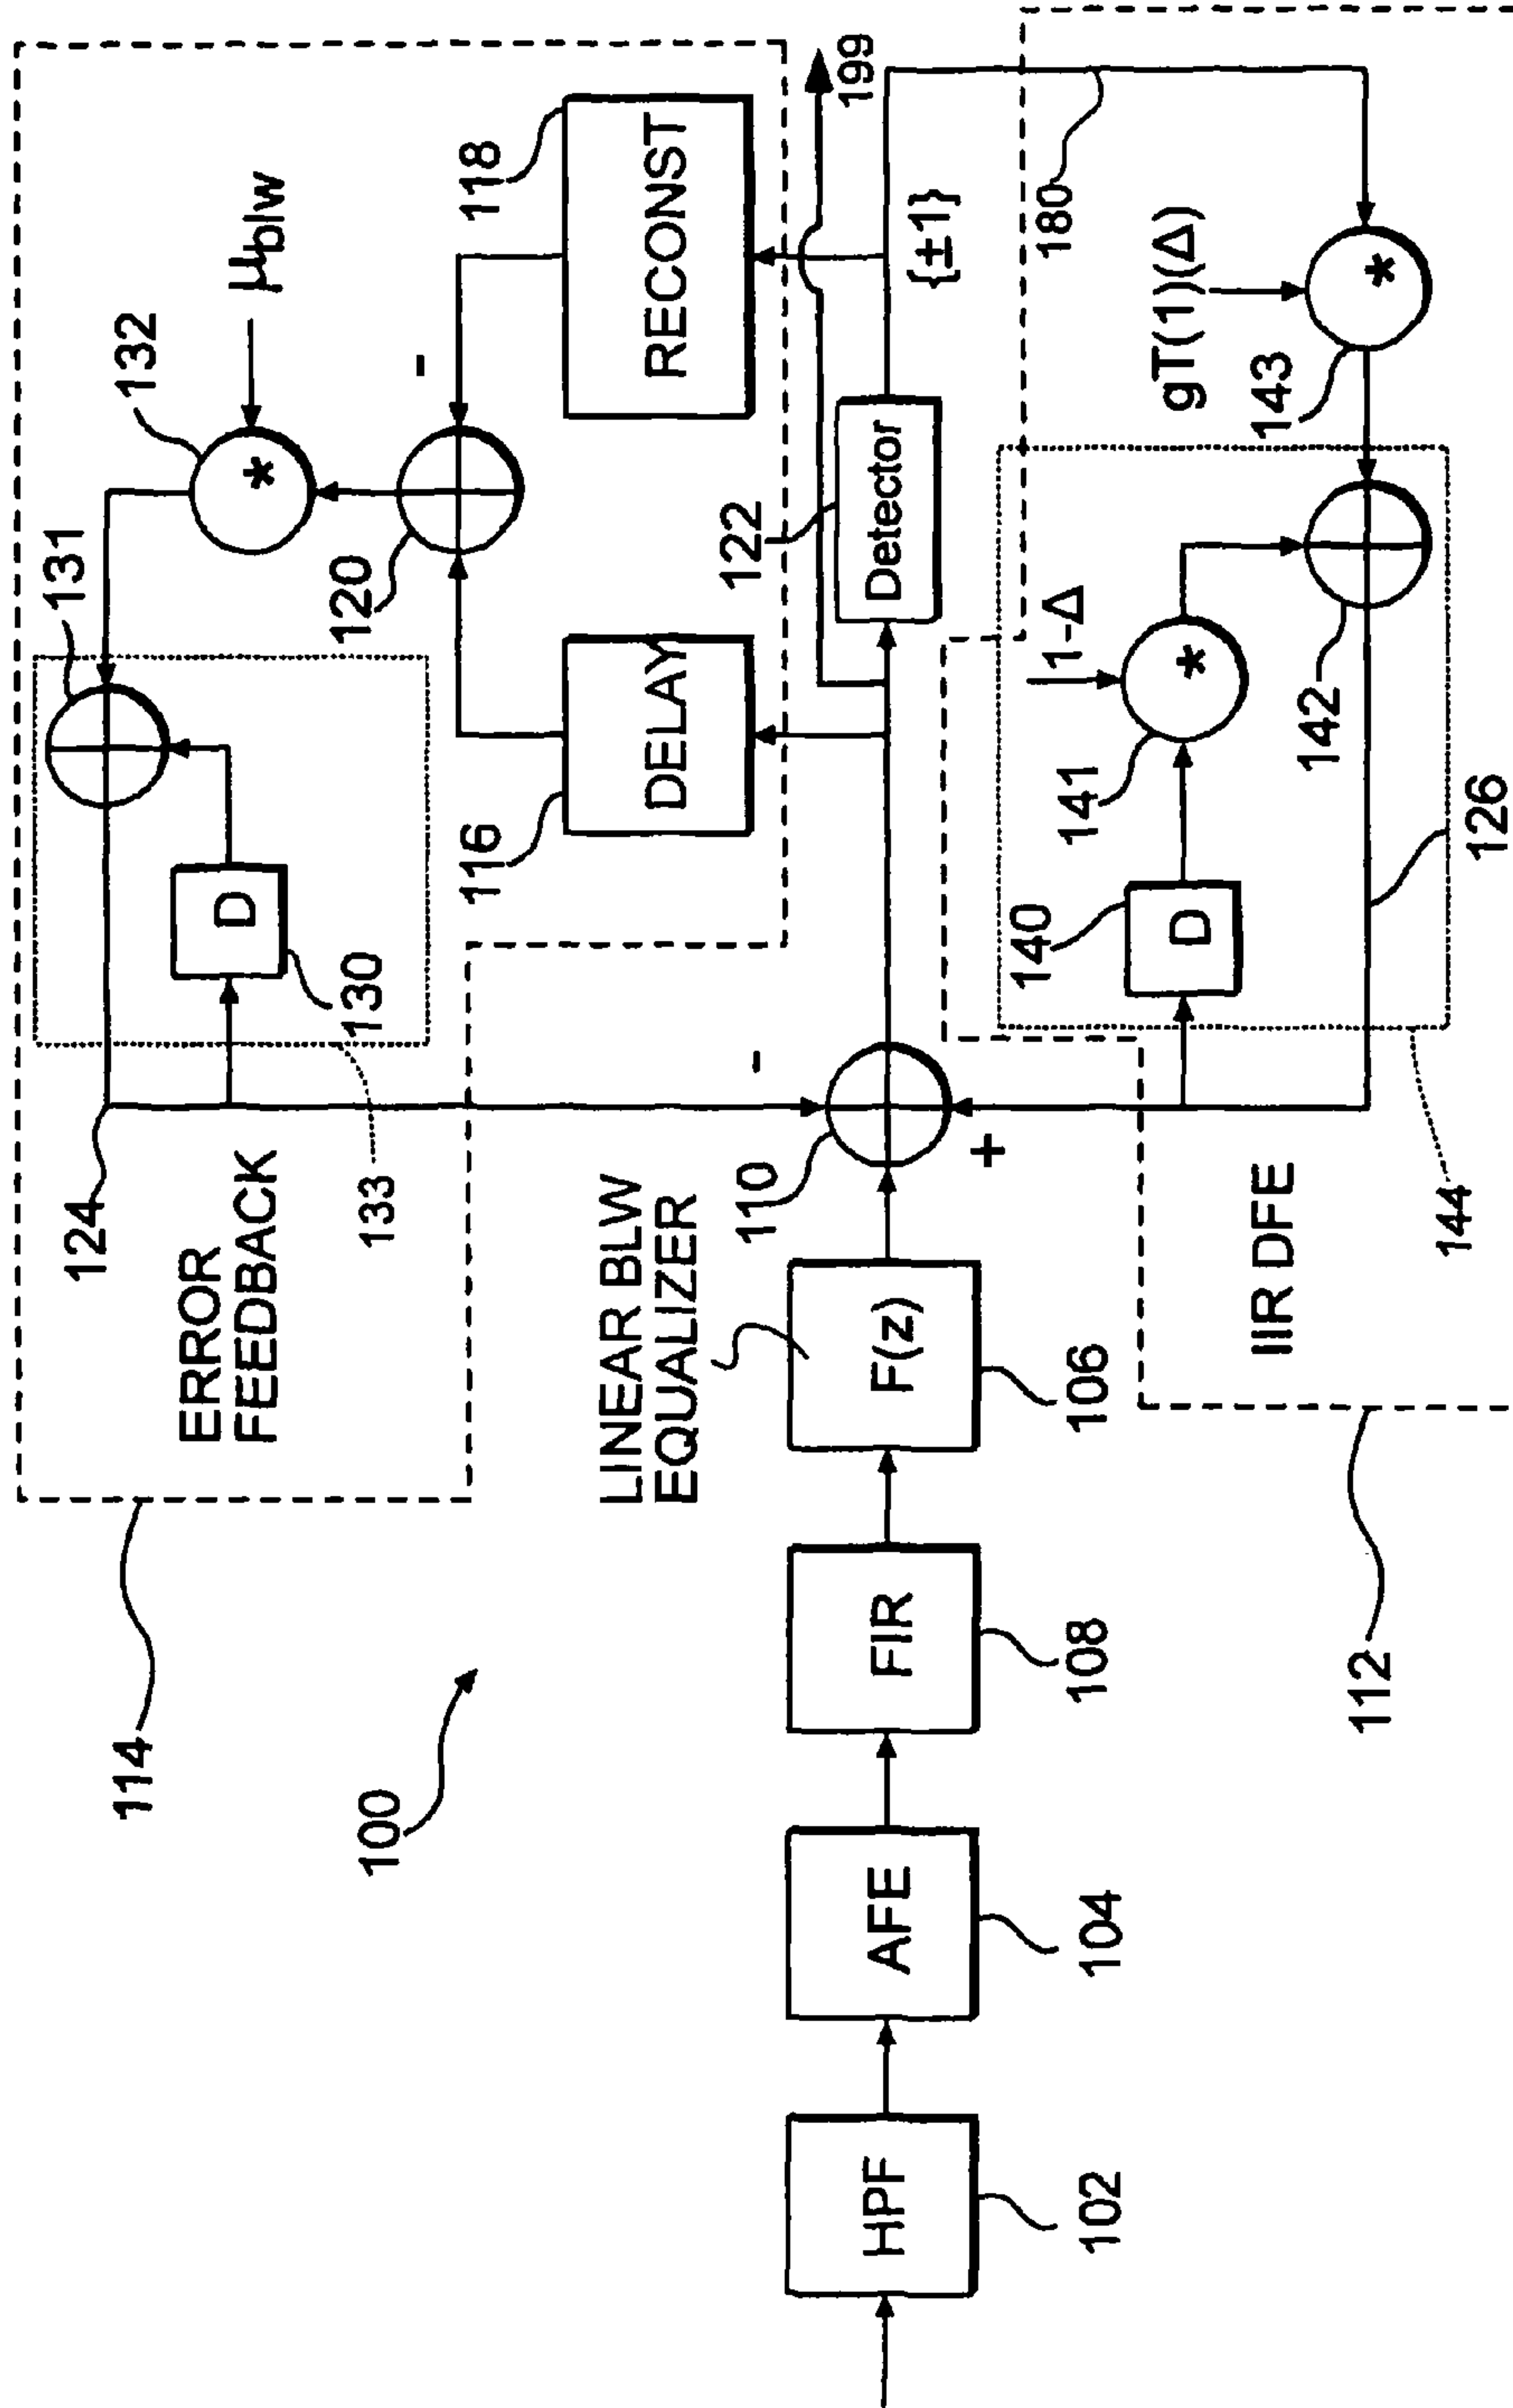 114
124
131
132
μblw
ERROR
FEEDBACK
D
*
130
133
120
-
118
116
DELAY
RECONST
100
LINEAR BLW
EQUALIZER
-
122
199
HPF
AFE
FIR
F(z)
110
Detector
{±1}
102
104
108
106
+
180
1-Δ
140
D
141
*
gT(1)(Δ)
143
*
142
IIR DFE
126
112
144